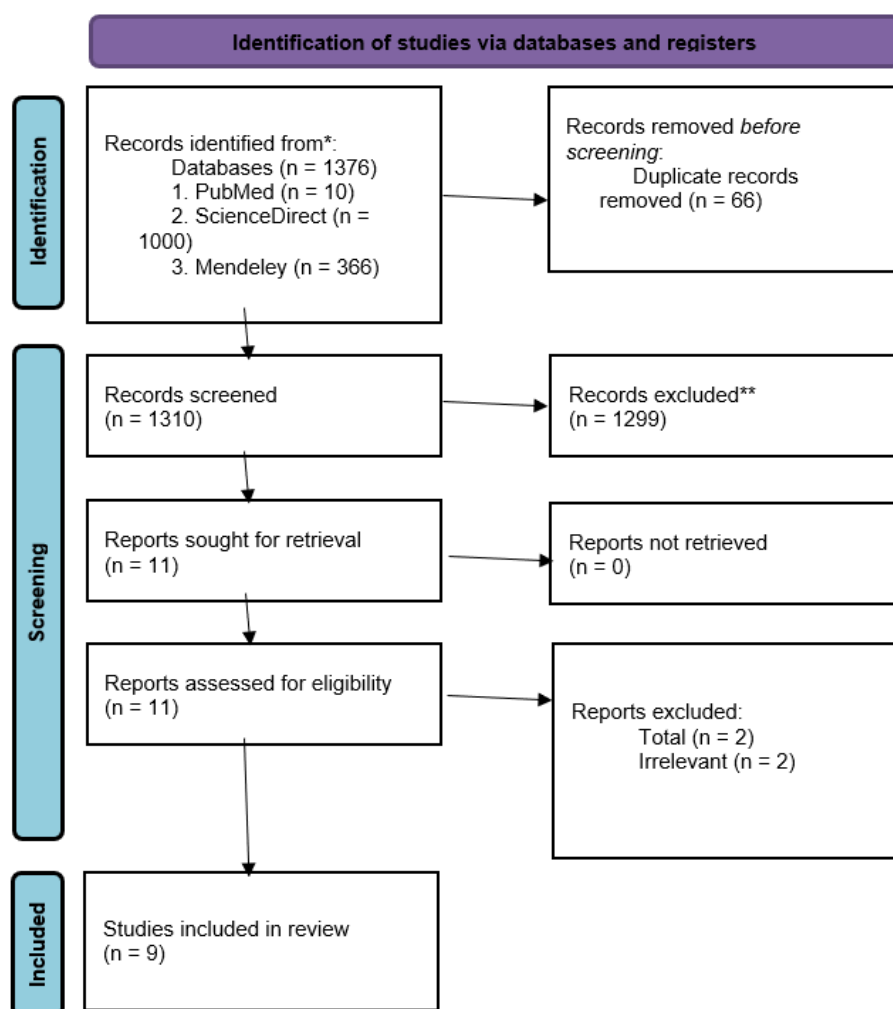 Identification of studies via databases and registers
Identification
Records identified from*:
Databases (n = 1376)
1. PubMed (n = 10)
2. ScienceDirect (n =
1000)
3. Mendeley (n = 366)
Records removed before
screening:
Duplicate records
removed (n = 66)
Screening
Records screened
(n = 1310)
Records excluded**
(n = 1299)
Reports sought for retrieval
(n = 11)
Reports not retrieved
(n = 0)
Reports assessed for eligibility
(n = 11)
Reports excluded:
Total (n = 2)
Irrelevant (n = 2)
Included
Studies included in review
(n = 9)